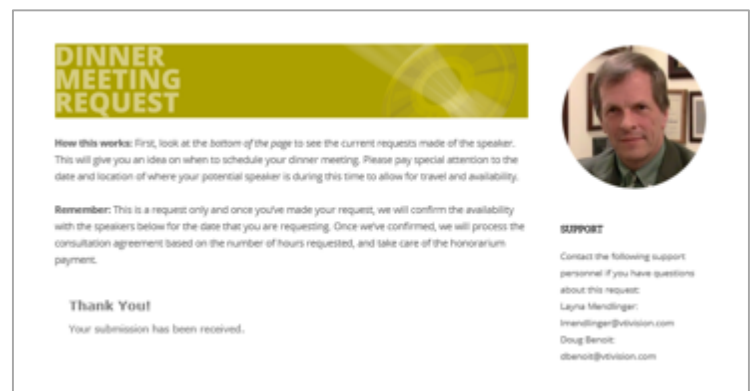 DINNER
MEETING
REQUEST
How this works: First, look at the bottom of the page to see the current requests made of the speaker.
This will give you an idea on when to schedule your dinner meeting. Please pay special attention to the
date and location of where your potential speaker is during this time to allow for travel and availability.
Remember: This is a request only and once you've made your request, we will confirm the availability
with the speakers below for the date that you are requesting. Once we've confirmed, we will process the
consultation agreement based on the number of hours requested, and take care of the honorarium
payment.
Thank You!
Your submission has been received.
SUPPORT
Contact the following support
personnel if you have questions
about this request:
Layna Mendlinger:
lmendlinger@vtivision.com
Doug Benoit:
dbenoit@vtivision.com